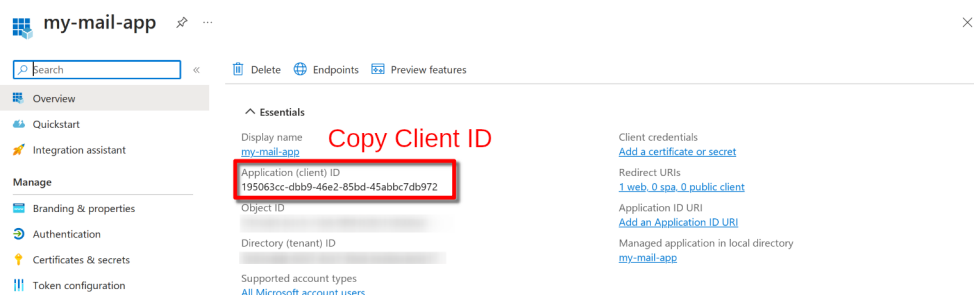 my-mail-app
Search
Overview
Quickstart
Integration assistant
Manage
Branding & properties
Authentication
Certificates & secrets
Token configuration
Delete
Endpoints
Preview features
Essentials
Copy Client ID
Display name
my-mail-app
Application (client) ID
195063cc-dbb9-46e2-85bd-45abbc7db972
Object ID
Directory (tenant) ID
Supported account types
All Microsoft account users
Client credentials
Add a certificate or secret
Redirect URIs
1 web, 0 spa, 0 public client
Application ID URI
Add an Application ID URI
Managed application in local directory
my-mail-app